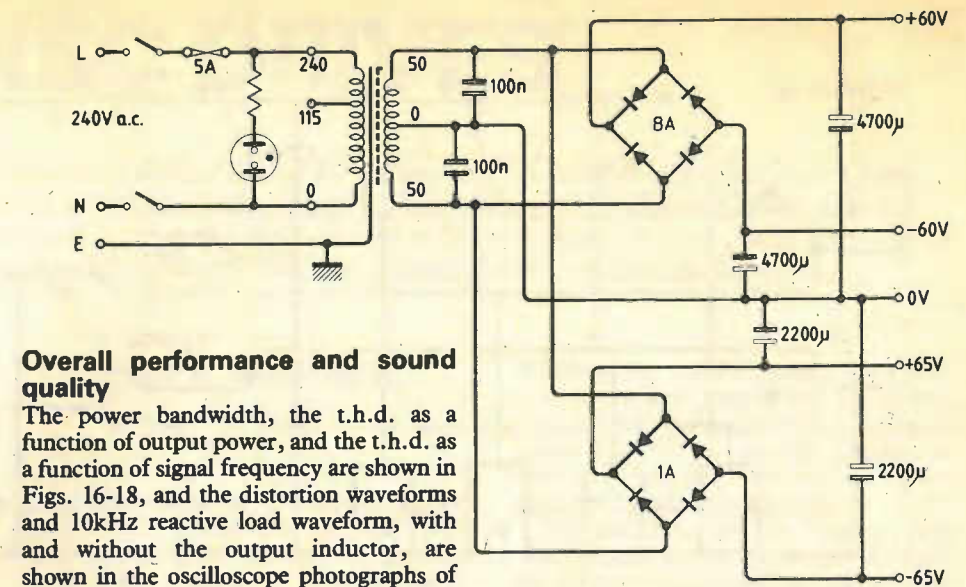 +60V
L
5A
240
50
100n
8A
4700µ
240V a.c.
115
0
100n
N
0
50
-60V
E
4700µ
0V
2200µ
+65V
1A
2200µ
-65V
Overall performance and sound
quality
The power bandwidth, the t.h.d. as a
function of output power, and the t.h.d. as
a function of signal frequency are shown in
Figs. 16-18, and the distortion waveforms
and 10kHz reactive load waveform, with
and without the output inductor, are
shown in the oscilloscope photographs of